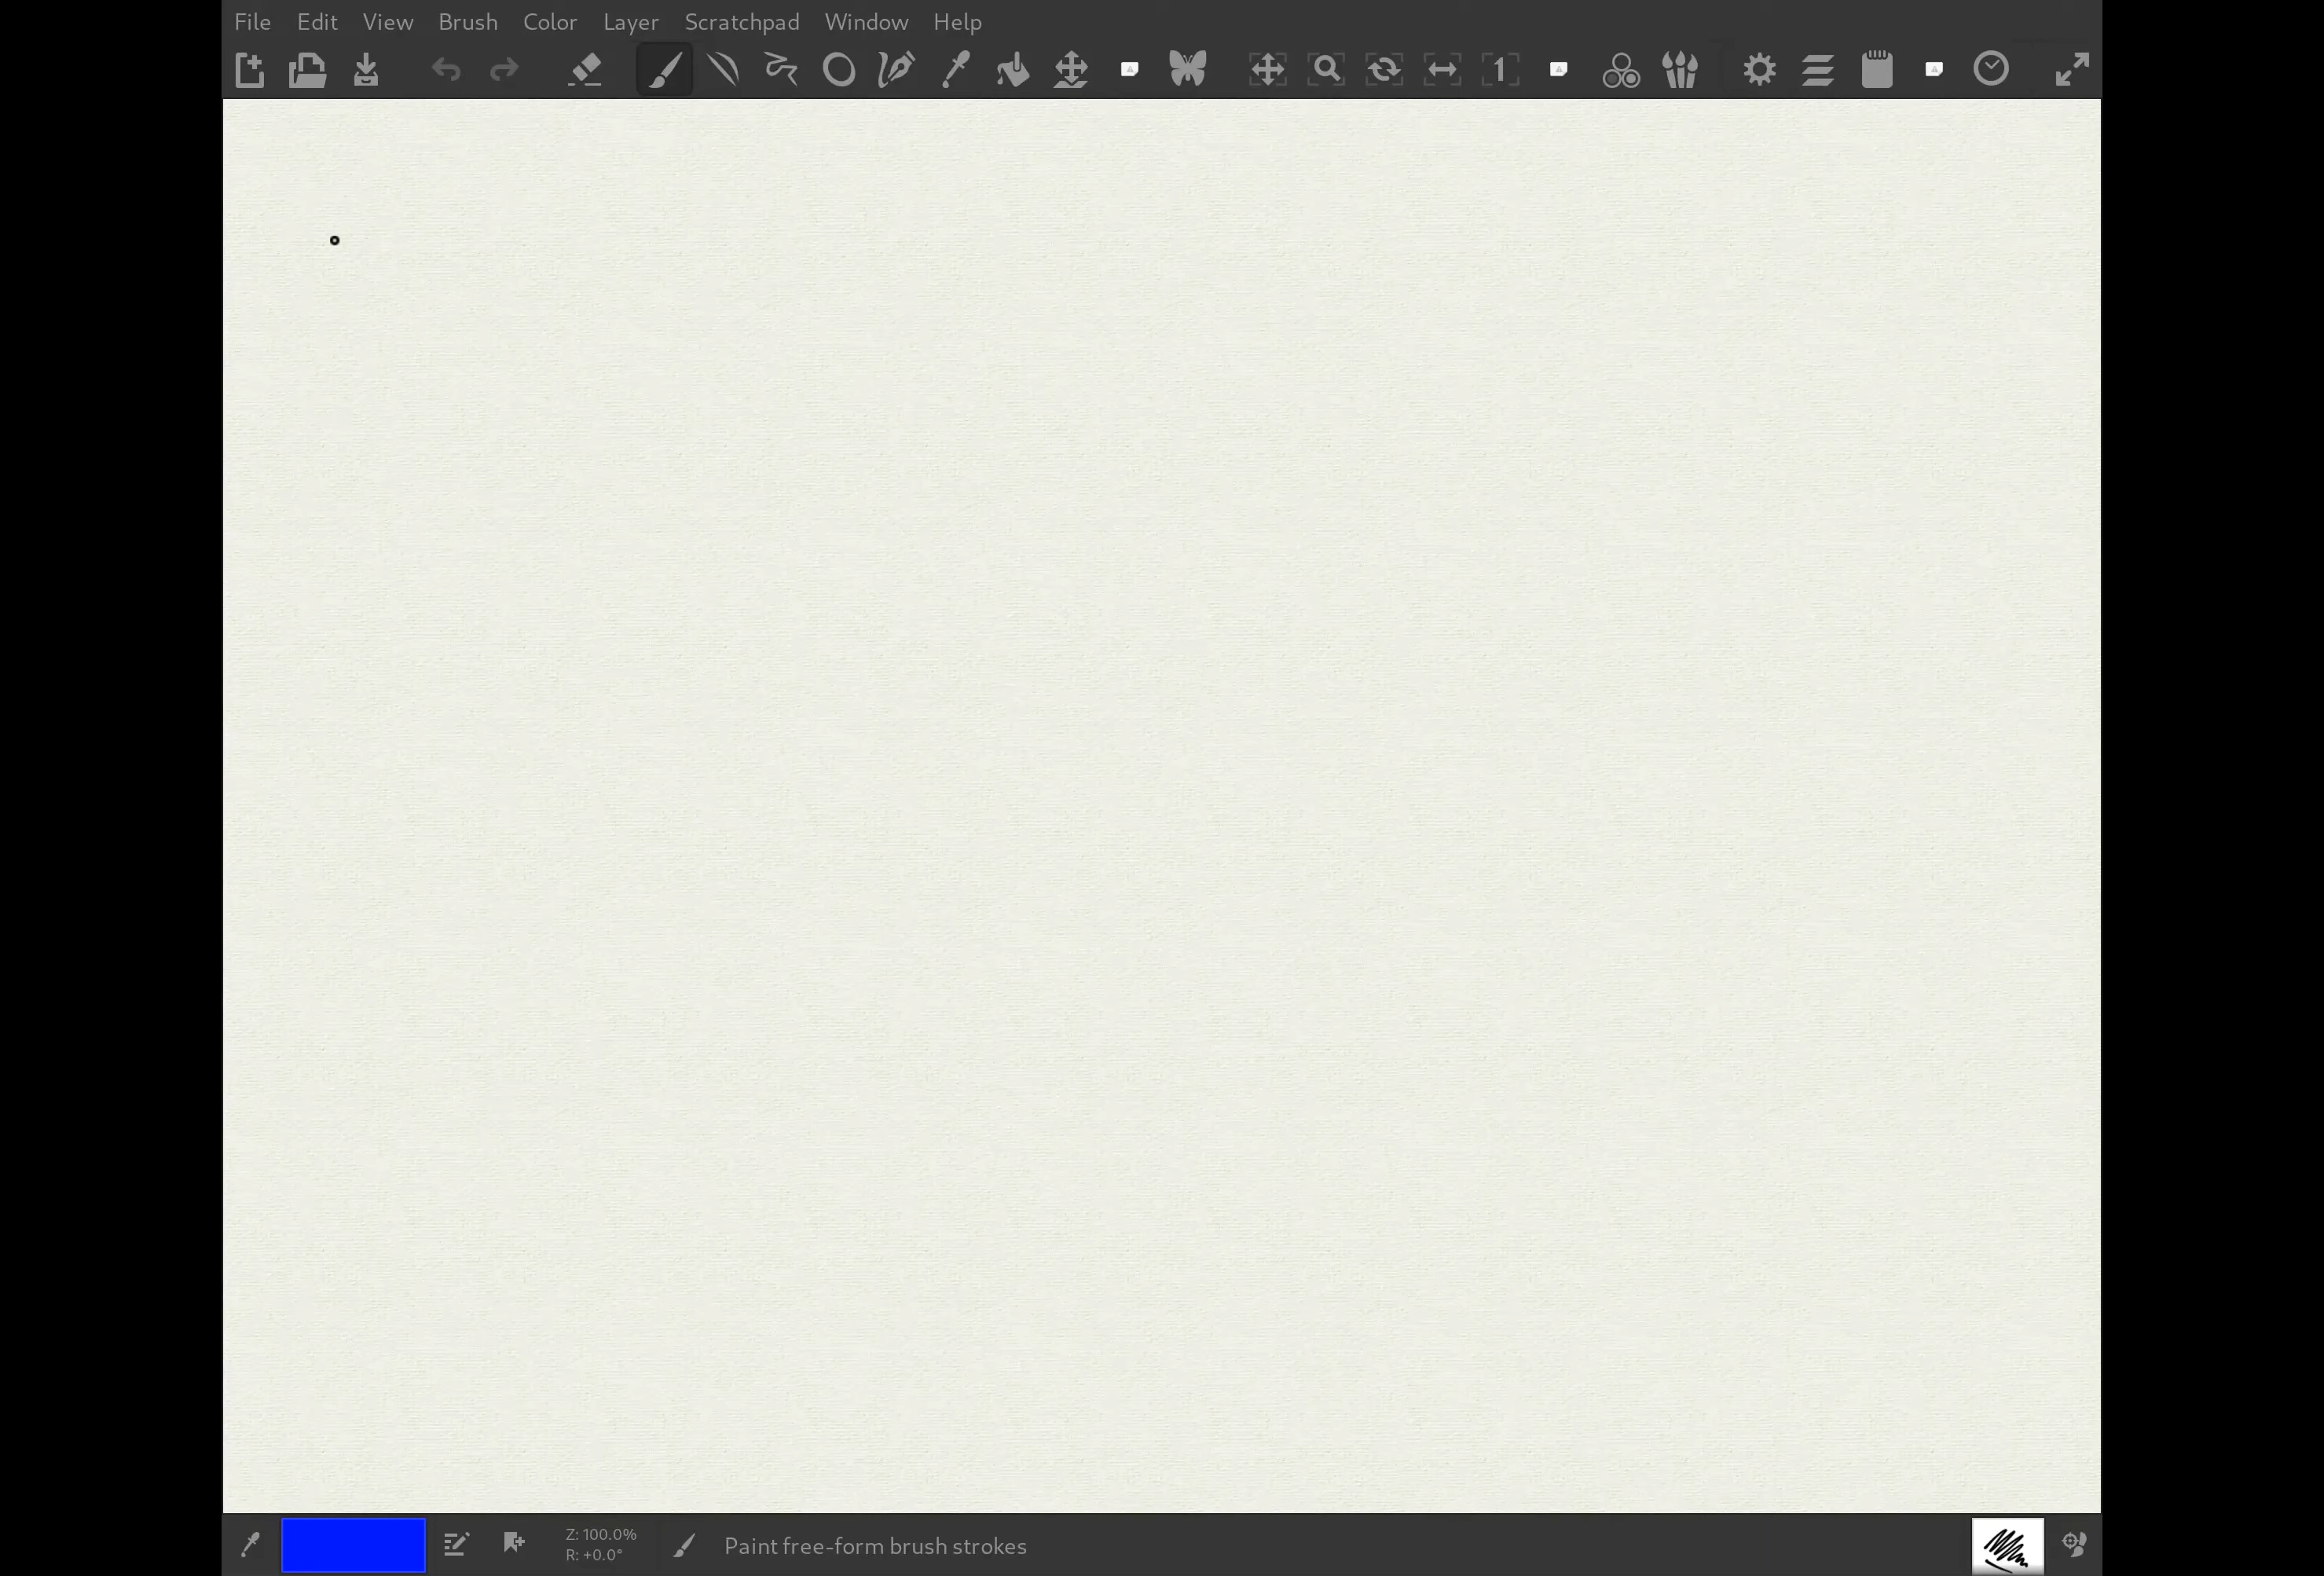 File Edit View Brush Color Layer Scratchpad Window Help
1
Z: 100.0%
R: +0.0°
Paint free-form brush strokes